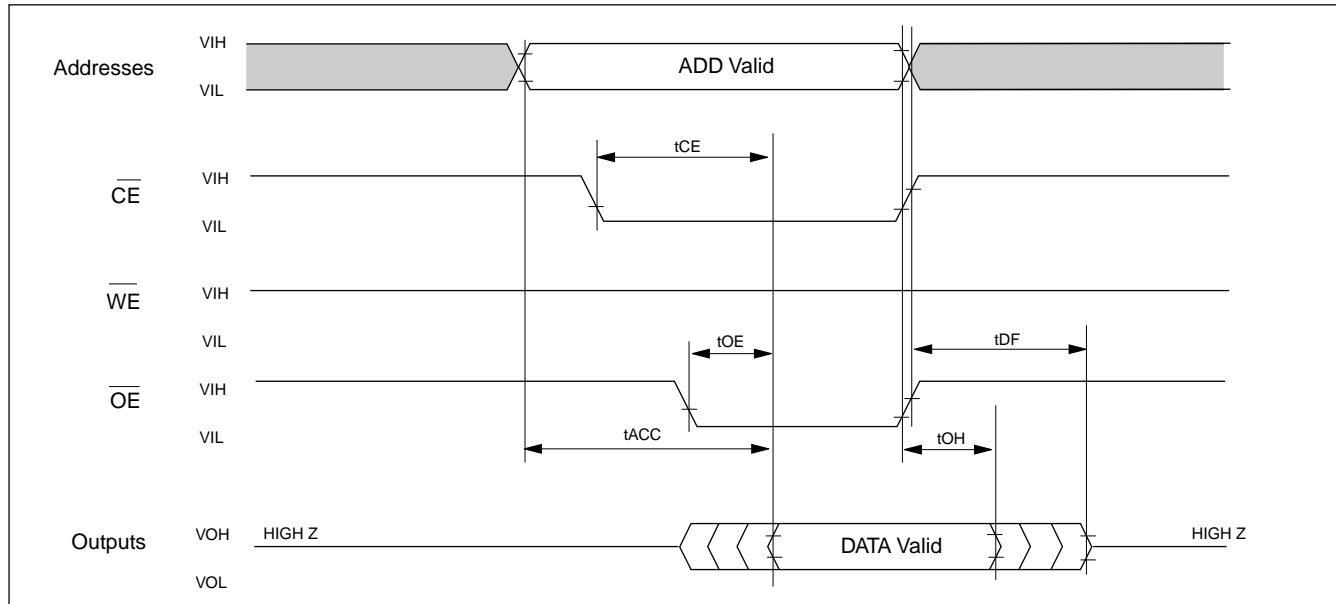 VIH
Addresses
ADD Valid
VIL
tCE
VIH
CE
VIL
WE
VIH
VIL
tOE
tDF
VIH
OE
VIL
tACC
tOH
VOH
HIGH Z
Outputs
DATA Valid
HIGH Z
VOL